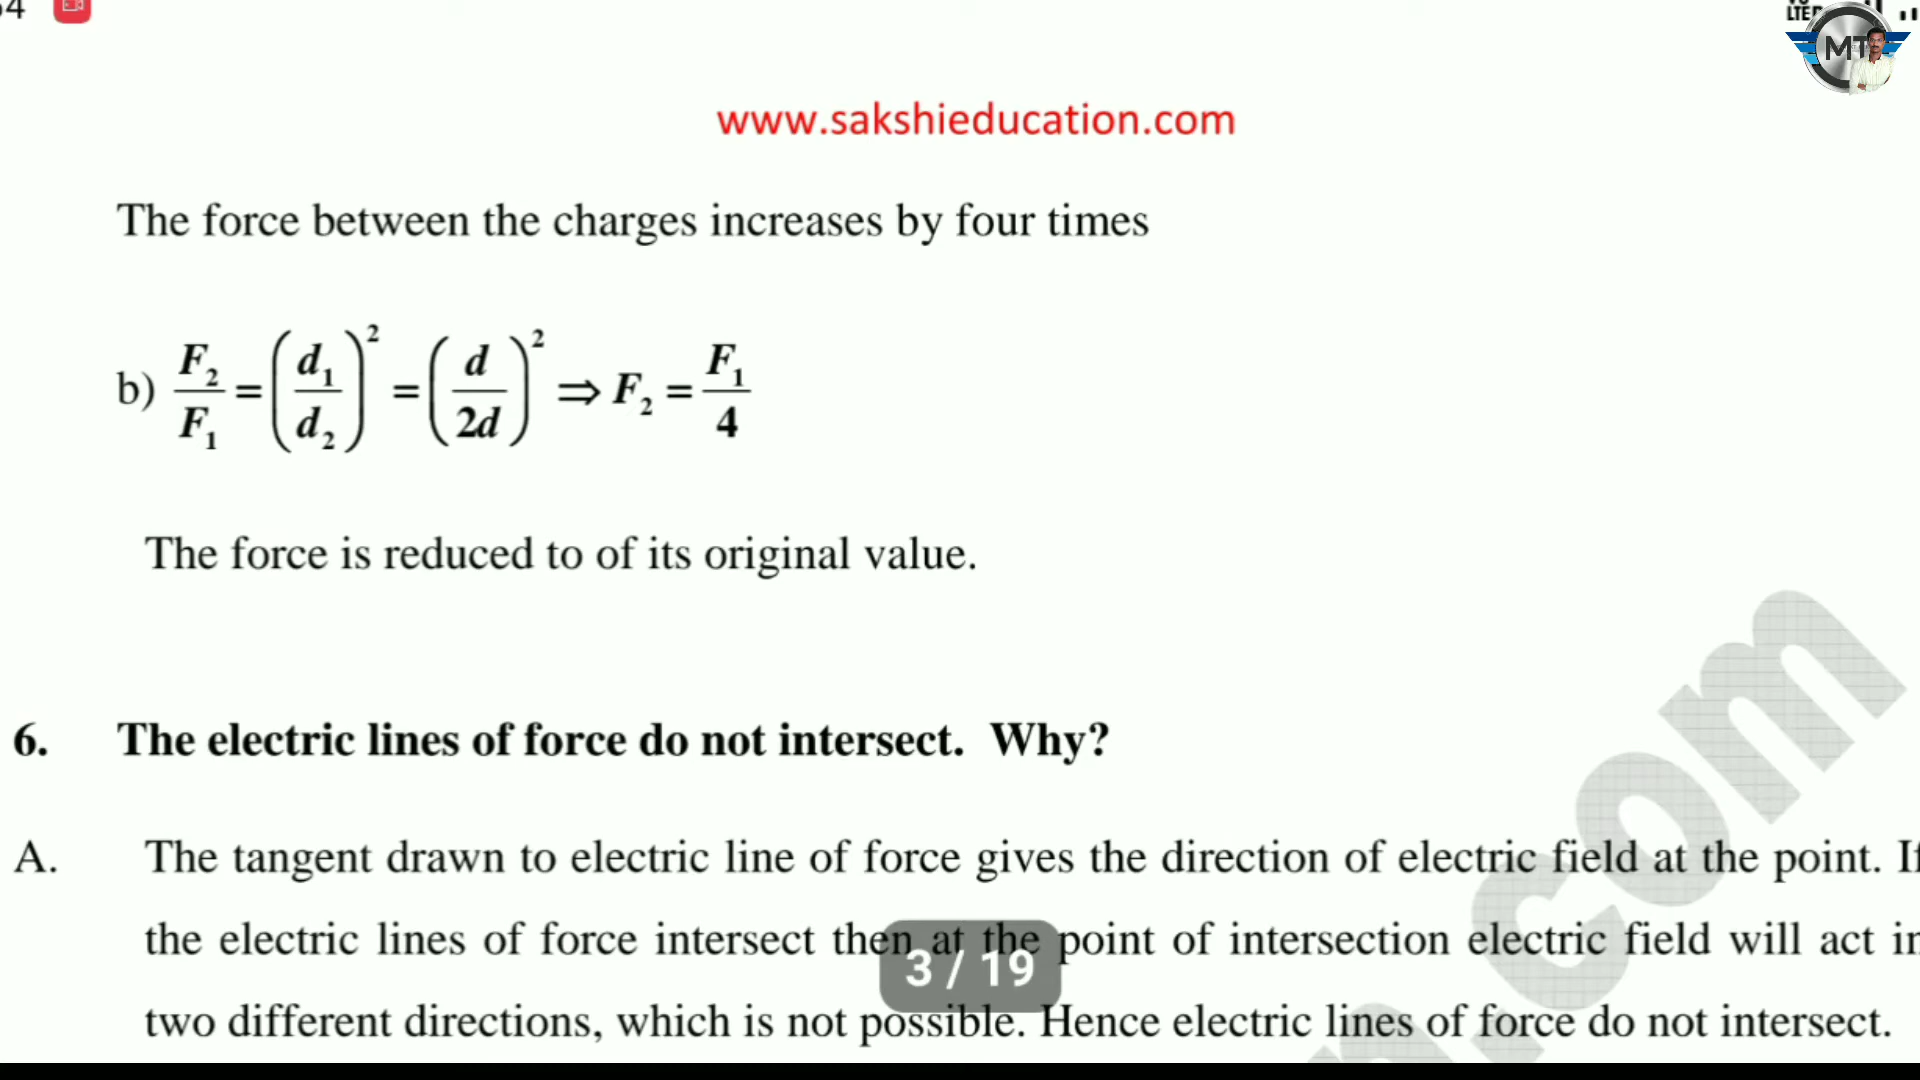 LTE
MT
www.sakshieducation.com
The force between the charges increases by four times
b) F₂/F₁ = (d₁/d₂)² = (d/2d)² ⇒ F₂ = F₁/4
The force is reduced to of its original value.
6. The electric lines of force do not intersect. Why?
A. The tangent drawn to electric line of force gives the direction of electric field at the point. If
the electric lines of force intersect then at the point of intersection electric field will act in
3 / 19
two different directions, which is not possible. Hence electric lines of force do not intersect.
.com